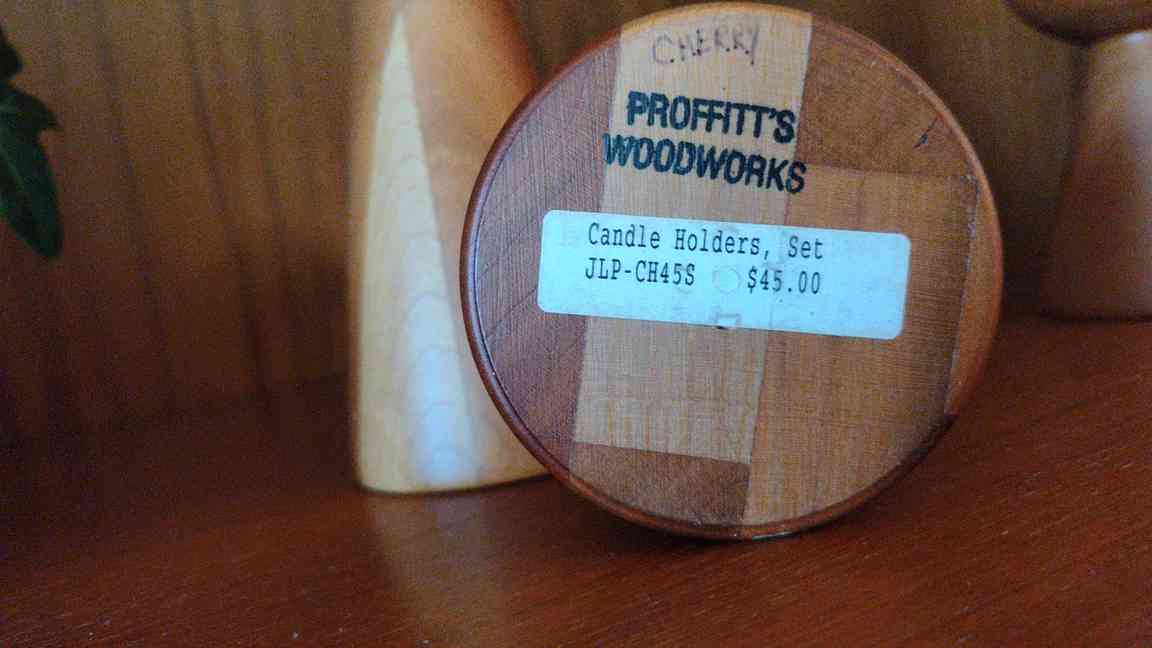 CHERRY
PROFFITT'S
WOODWORKS
Candle Holders, Set
JLP-CH45S $45.00